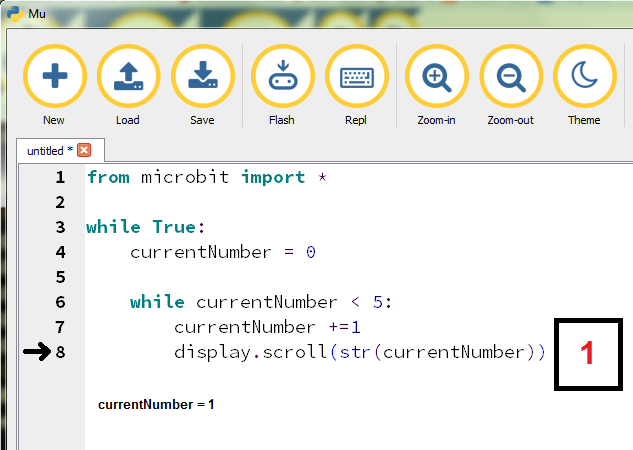 Mu
New Load Save Flash Repl Zoom-in Zoom-out Theme
untitled *
1 from microbit import *
2
3 while True:
4 currentNumber = 0
5
6 while currentNumber < 5:
7 currentNumber +=1
8 display.scroll(str(currentNumber))
1
currentNumber = 1